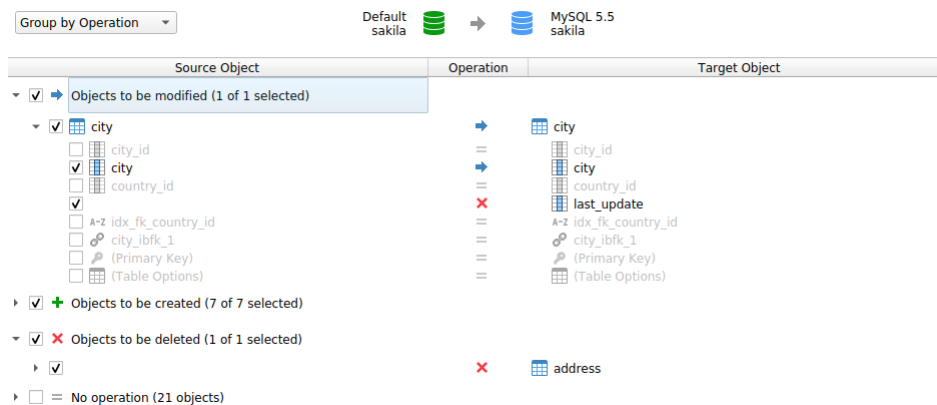 Group by Operation
Default
sakila
MySQL 5.5
sakila
Source Object Operation Target Object
Objects to be modified (1 of 1 selected)
city city
city_id = city_id
city city
country_id = country_id
last_update
A-Z idx_fk_country_id = A-Z idx_fk_country_id
city_ibfk_1 = city_ibfk_1
(Primary Key) = (Primary Key)
(Table Options) = (Table Options)
Objects to be created (7 of 7 selected)
Objects to be deleted (1 of 1 selected)
address
= No operation (21 objects)